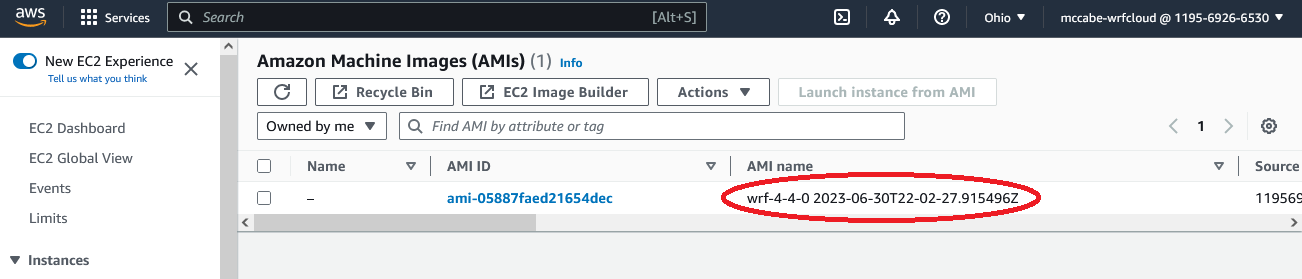 aws
Services
Search
[Alt+S]
Ohio
mccabe-wrfcloud @ 1195-6926-6530
New EC2 Experience
Tell us what you think
EC2 Dashboard
EC2 Global View
Events
Limits
Instances
Amazon Machine Images (AMIs) (1) Info
Recycle Bin
EC2 Image Builder
Actions
Launch instance from AMI
Owned by me
Find AMI by attribute or tag
1
Name
AMI ID
AMI name
Source
–
ami-05887faed21654dec
wrf-4-4-0 2023-06-30T22-02-27.915496Z
119569